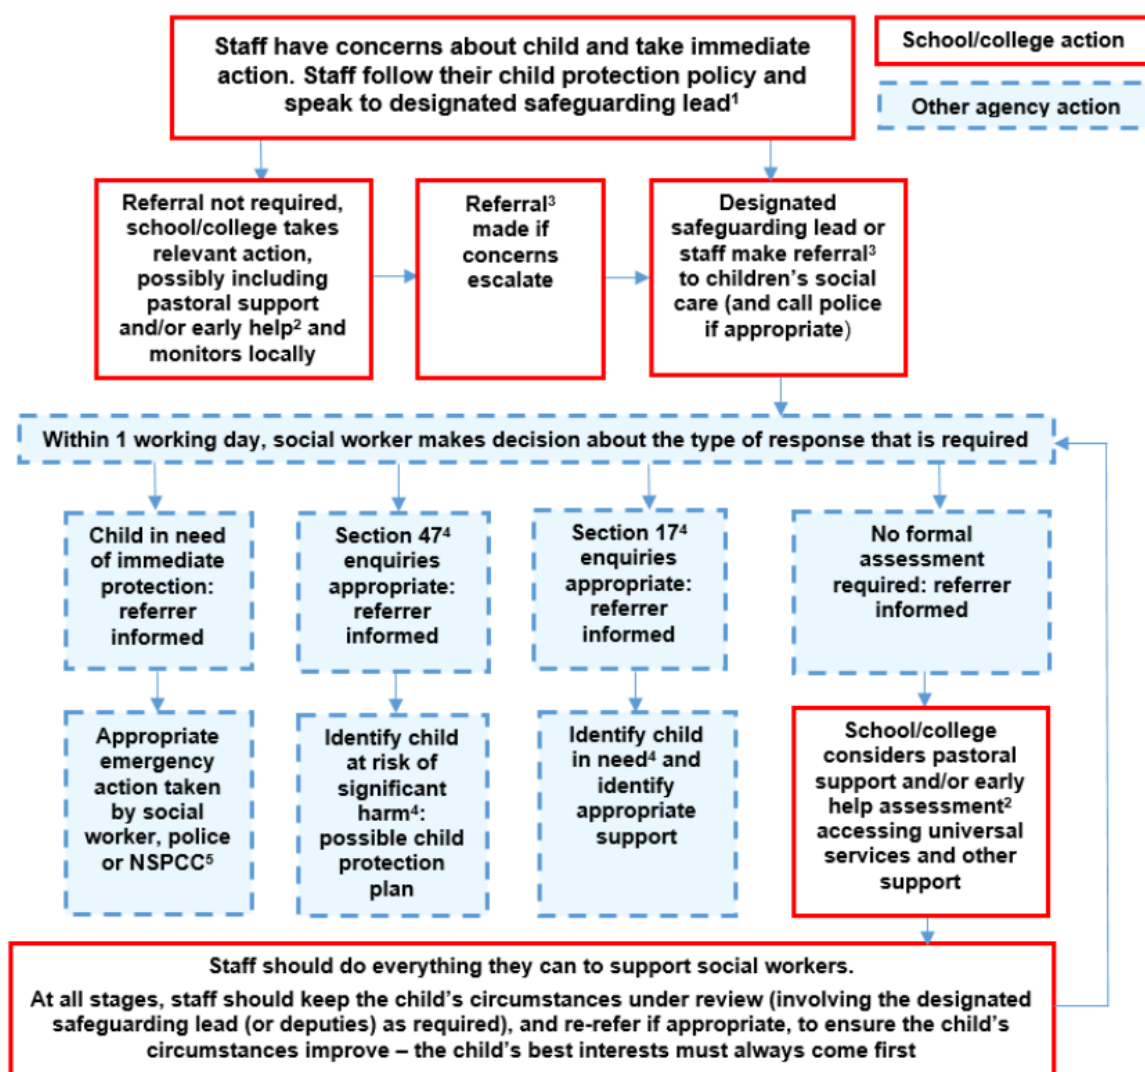 Staff have concerns about child and take immediate
action. Staff follow their child protection policy and
speak to designated safeguarding lead¹
School/college action
Other agency action
Referral not required,
school/college takes
relevant action,
possibly including
pastoral support
and/or early help² and
monitors locally
Referral³
made if
concerns
escalate
Designated
safeguarding lead or
staff make referral³
to children's social
care (and call police
if appropriate)
Within 1 working day, social worker makes decision about the type of response that is required
Child in need
of immediate
protection:
referrer
informed
Section 47⁴
enquiries
appropriate:
referrer
informed
Section 17⁴
enquiries
appropriate:
referrer
informed
No formal
assessment
required: referrer
informed
Appropriate
emergency
action taken
by social
worker, police
or NSPCC⁵
Identify child
at risk of
significant
harm⁴:
possible child
protection
plan
Identify child
in need⁴ and
identify
appropriate
support
School/college
considers pastoral
support and/or early
help assessment²
accessing universal
services and other
support
Staff should do everything they can to support social workers.
At all stages, staff should keep the child's circumstances under review (involving the designated
safeguarding lead (or deputies) as required), and re-refer if appropriate, to ensure the child's
circumstances improve – the child's best interests must always come first